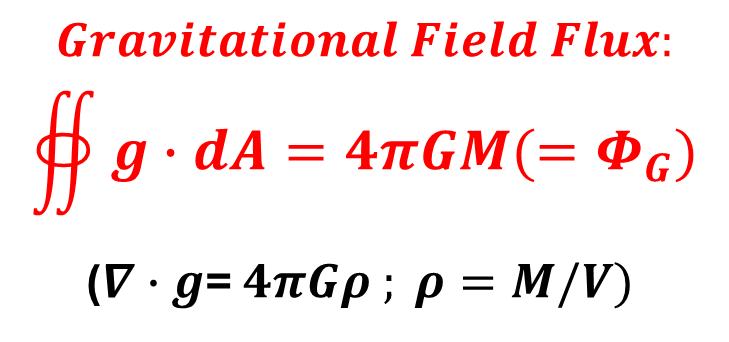 Gravitational Field Flux:
∯ g · dA = 4πGM(= Φ_G)
(∇ · g= 4πGρ ; ρ = M/V)